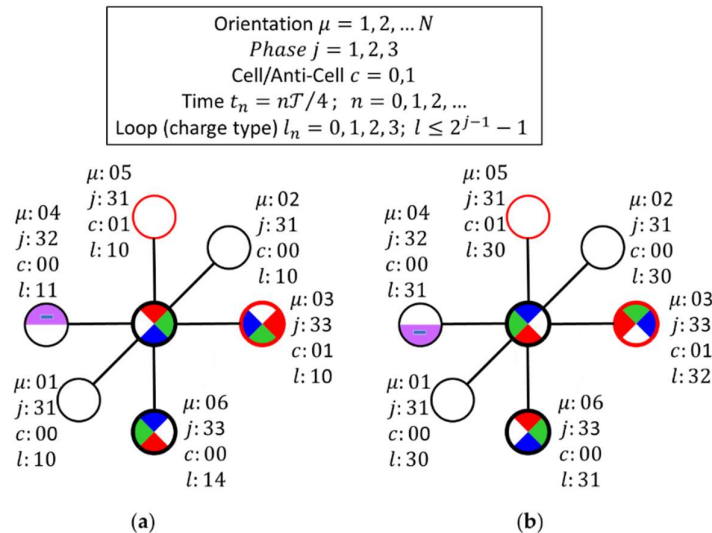 Orientation μ = 1, 2, … N
Phase j = 1, 2, 3
Cell/Anti-Cell c = 0,1
Time tₙ = n𝒯/4 ; n = 0, 1, 2, …
Loop (charge type) lₙ = 0, 1, 2, 3; l ≤ 2ʲ⁻¹ − 1
μ: 05
j: 31
c: 01
l: 10
μ: 02
j: 31
c: 00
l: 10
μ: 04
j: 32
c: 00
l: 11
−
μ: 03
j: 33
c: 01
l: 10
μ: 01
j: 31
c: 00
l: 10
μ: 06
j: 33
c: 00
l: 14
(a)
μ: 05
j: 31
c: 01
l: 30
μ: 02
j: 31
c: 00
l: 30
μ: 04
j: 32
c: 00
l: 31
−
μ: 03
j: 33
c: 01
l: 32
μ: 01
j: 31
c: 00
l: 30
μ: 06
j: 33
c: 00
l: 31
(b)